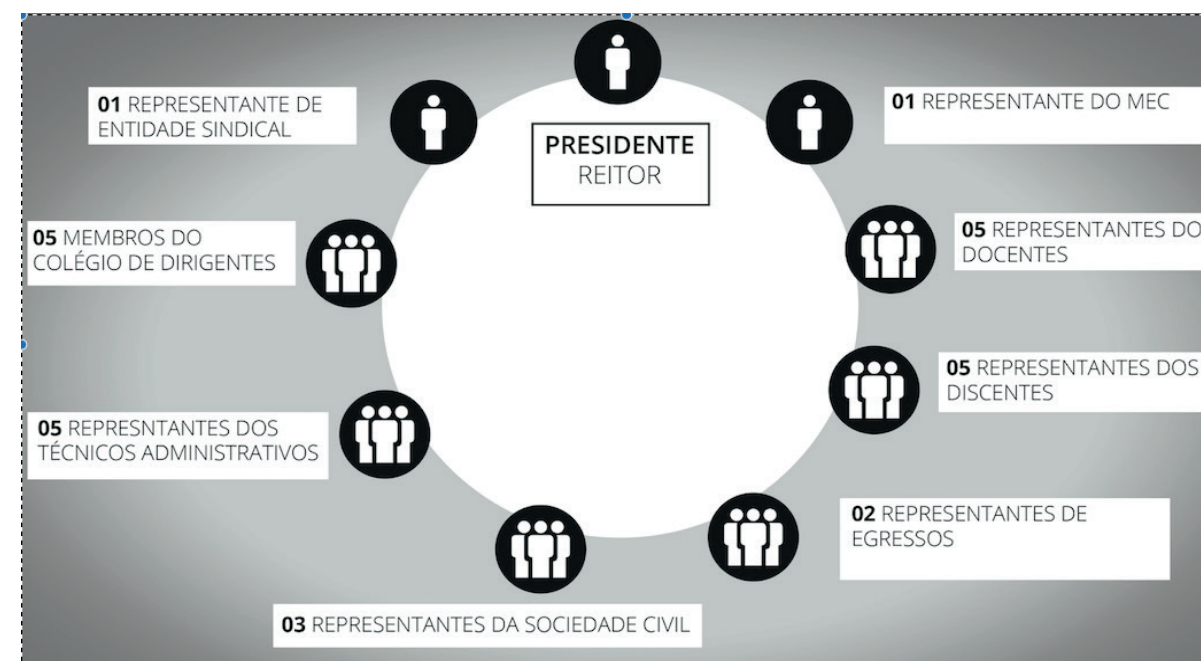 PRESIDENTE
REITOR
01 REPRESENTANTE DE
ENTIDADE SINDICAL
01 REPRESENTANTE DO MEC
05 MEMBROS DO
COLÉGIO DE DIRIGENTES
05 REPRESENTANTES DO
DOCENTES
05 REPRESENTANTES DOS
DISCENTES
05 REPRESNTANTES DOS
TÉCNICOS ADMINISTRATIVOS
02 REPRESENTANTES DE
EGRESSOS
03 REPRESENTANTES DA SOCIEDADE CIVIL